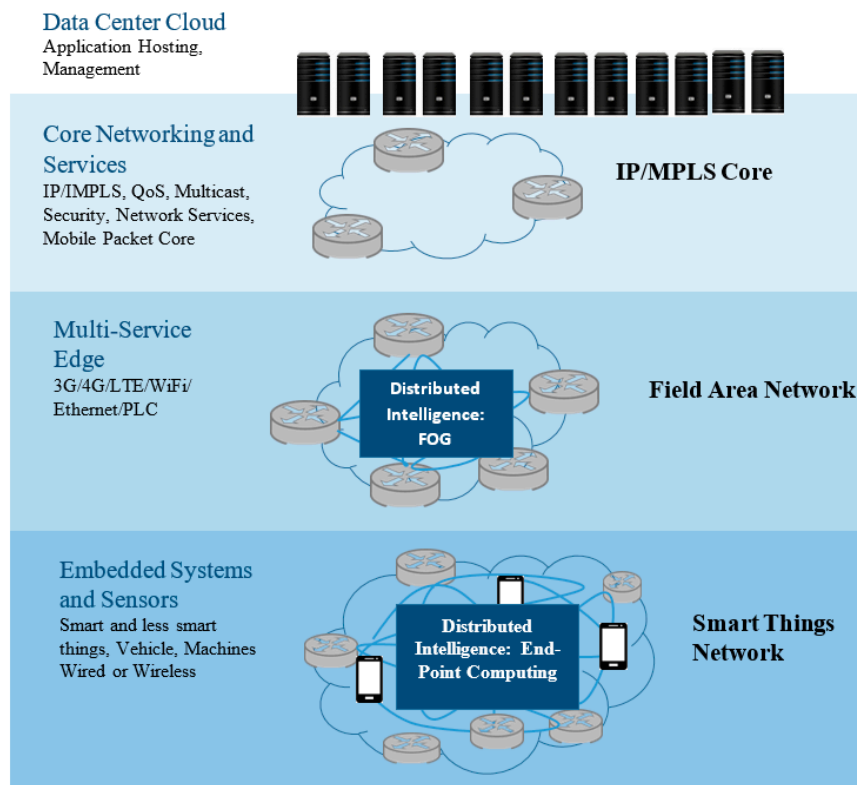 Data Center Cloud
Application Hosting,
Management
Core Networking and
Services
IP/IMPLS, QoS, Multicast,
Security, Network Services,
Mobile Packet Core
IP/MPLS Core
Multi-Service
Edge
3G/4G/LTE/WiFi/
Ethernet/PLC
Distributed
Intelligence:
FOG
Field Area Network
Embedded Systems
and Sensors
Smart and less smart
things, Vehicle, Machines
Wired or Wireless
Distributed
Intelligence: End-
Point Computing
Smart Things
Network